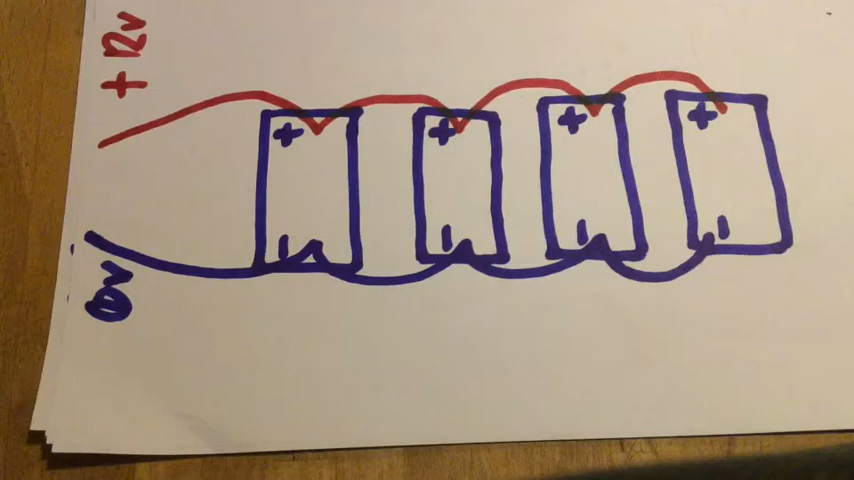 +12v
+ + + +
- - - -
0v